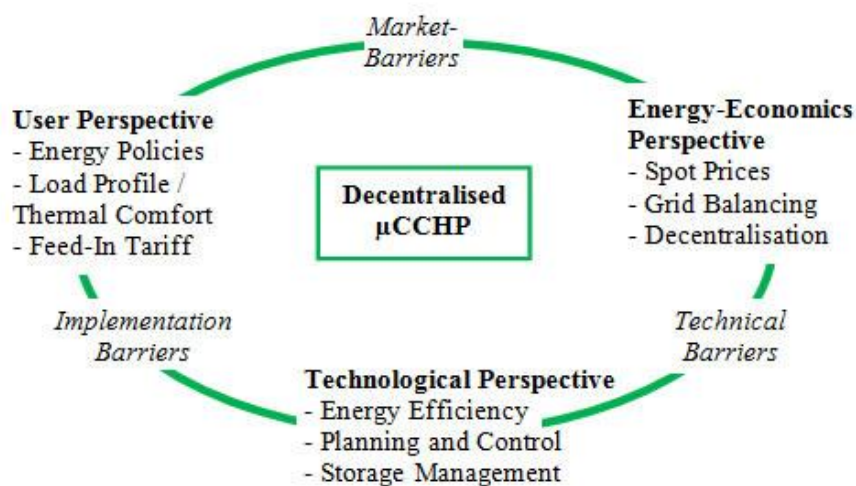 Market-
Barriers
User Perspective
- Energy Policies
- Load Profile /
Thermal Comfort
- Feed-In Tariff
Energy-Economics
Perspective
- Spot Prices
- Grid Balancing
- Decentralisation
Decentralised
μCCHP
Implementation
Barriers
Technical
Barriers
Technological Perspective
- Energy Efficiency
- Planning and Control
- Storage Management